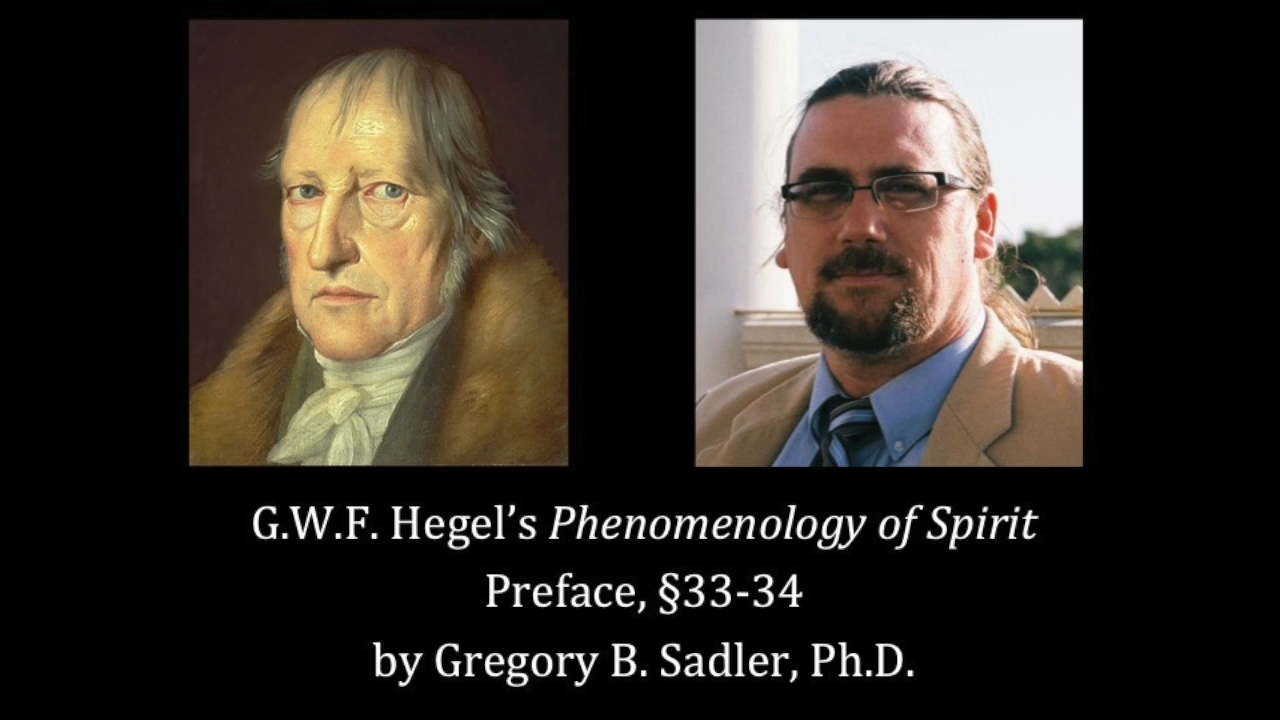 G.W.F. Hegel’s Phenomenology of Spirit
Preface, §33-34
by Gregory B. Sadler, Ph.D.